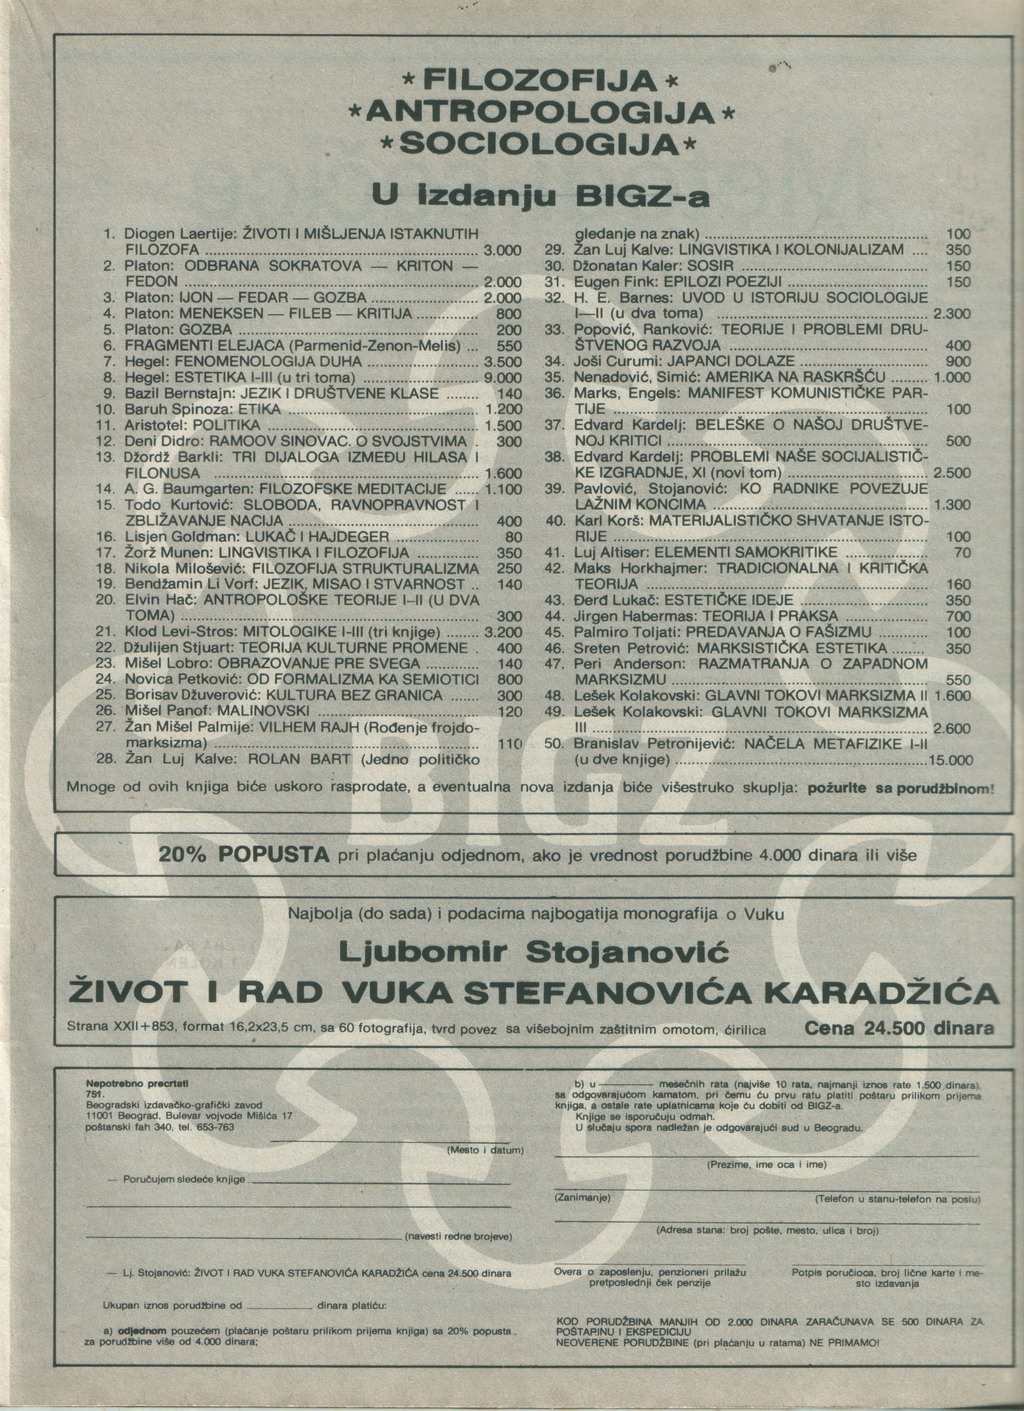 * FILOZOFIJA *
*ANTROPOLOGIJA*
*SOCIOLOGIJA*
U izdanju BIGZ-a
1. Diogen Laertije: ŽIVOTI I MIŠLJENJA ISTAKNUTIH
FILOZOFA ........ 3.000
2. Platon: ODBRANA SOKRATOVA — KRITON —
FEDON ........ 2.000
3. Platon: IJON — FEDAR — GOZBA ........ 2.000
4. Platon: MENEKSEN — FILEB — KRITIJA ........ 800
5. Platon: GOZBA ........ 200
6. FRAGMENTI ELEJACA (Parmenid-Zenon-Melis) ... 550
7. Hegel: FENOMENOLOGIJA DUHA ........ 3.500
8. Hegel: ESTETIKA I-III (u tri toma) ........ 9.000
9. Bazil Bernstajn: JEZIK I DRUŠTVENE KLASE ........ 140
10. Baruh Spinoza: ETIKA ........ 1.200
11. Aristotel: POLITIKA ........ 1.500
12. Deni Didro: RAMOOV SINOVAC. O SVOJSTVIMA . 300
13. Džordž Barkli: TRI DIJALOGA IZMEĐU HILASA I
FILONUSA ........ 1.600
14. A. G. Baumgarten: FILOZOFSKE MEDITACIJE ...... 1.100
15. Todo Kurtović: SLOBODA, RAVNOPRAVNOST I
ZBLIŽAVANJE NACIJA ........ 400
16. Lisjen Goldman: LUKAČ I HAJDEGER ........ 80
17. Žorž Munen: LINGVISTIKA I FILOZOFIJA ........ 350
18. Nikola Milošević: FILOZOFIJA STRUKTURALIZMA 250
19. Bendžamin Li Vorf: JEZIK, MISAO I STVARNOST .. 140
20. Elvin Hač: ANTROPOLOŠKE TEORIJE I-II (U DVA
TOMA) ........ 300
21. Klod Levi-Stros: MITOLOGIKE I-III (tri knjige) ........ 3.200
22. Džulijen Stjuart: TEORIJA KULTURNE PROMENE . 400
23. Mišel Lobro: OBRAZOVANJE PRE SVEGA ........ 140
24. Novica Petković: OD FORMALIZMA KA SEMIOTICI 800
25. Borisav Džuverović: KULTURA BEZ GRANICA ....... 300
26. Mišel Panof: MALINOVSKI ........ 120
27. Žan Mišel Palmije: VILHEM RAJH (Rođenje frojdo-
marksizma) ........ 110
28. Žan Luj Kalve: ROLAN BART (Jedno političko
gledanje na znak) ........ 100
29. Žan Luj Kalve: LINGVISTIKA I KOLONIJALIZAM .... 350
30. Džonatan Kaler: SOSIR ........ 150
31. Eugen Fink: EPILOZI POEZIJI ........ 150
32. H. E. Barnes: UVOD U ISTORIJU SOCIOLOGIJE
I—II (u dva toma) ........ 2.300
33. Popović, Ranković: TEORIJE I PROBLEMI DRU-
ŠTVENOG RAZVOJA ........ 400
34. Joši Curumi: JAPANCI DOLAZE ........ 900
35. Nenadović, Simić: AMERIKA NA RASKRŠĆU ........ 1.000
36. Marks, Engels: MANIFEST KOMUNISTIČKE PAR-
TIJE ........ 100
37. Edvard Kardelj: BELEŠKE O NAŠOJ DRUŠTVE-
NOJ KRITICI ........ 500
38. Edvard Kardelj: PROBLEMI NAŠE SOCIJALISTIČ-
KE IZGRADNJE, XI (novi tom) ........ 2.500
39. Pavlović, Stojanović: KO RADNIKE POVEZUJE
LAŽNIM KONCIMA ........ 1.300
40. Karl Korš: MATERIJALISTIČKO SHVATANJE ISTO-
RIJE ........ 100
41. Luj Altiser: ELEMENTI SAMOKRITIKE ........ 70
42. Maks Horkhajmer: TRADICIONALNA I KRITIČKA
TEORIJA ........ 160
43. Đerđ Lukač: ESTETIČKE IDEJE ........ 350
44. Jirgen Habermas: TEORIJA I PRAKSA ........ 700
45. Palmiro Toljati: PREDAVANJA O FAŠIZMU ........ 100
46. Sreten Petrović: MARKSISTIČKA ESTETIKA ........ 350
47. Peri Anderson: RAZMATRANJA O ZAPADNOM
MARKSIZMU ........ 550
48. Lešek Kolakovski: GLAVNI TOKOVI MARKSIZMA II 1.600
49. Lešek Kolakovski: GLAVNI TOKOVI MARKSIZMA
III ........ 2.600
50. Branislav Petronijević: NAČELA METAFIZIKE I-II
(u dve knjige) ........ 15.000
Mnoge od ovih knjiga biće uskoro rasprodate, a eventualna nova izdanja biće višestruko skuplja: požurite sa porudžbinom!
BIGZ
20% POPUSTA pri plaćanju odjednom, ako je vrednost porudžbine 4.000 dinara ili više
Najbolja (do sada) i podacima najbogatija monografija o Vuku
Ljubomir Stojanović
ŽIVOT I RAD VUKA STEFANOVIĆA KARADŽIĆA
Strana XXII+853, format 16,2x23,5 cm, sa 60 fotografija, tvrd povez sa višebojnim zaštitnim omotom, ćirilica Cena 24.500 dinara
Nepotrebno precrtati
751.
Beogradski izdavačko-grafički zavod
11001 Beograd, Bulevar vojvode Mišića 17
poštanski fah 340, tel. 653-763
(Mesto i datum)
— Poručujem sledeće knjige
(navesti redne brojeve)
— Lj. Stojanović: ŽIVOT I RAD VUKA STEFANOVIĆA KARADŽIĆA cena 24.500 dinara
Ukupan iznos porudžbine od ________ dinara platiću:
a) odjednom pouzećem (plaćanje poštaru prilikom prijema knjiga) sa 20% popusta
za porudžbine više od 4.000 dinara;
b) u ________ mesečnih rata (najviše 10 rata, najmanji iznos rate 1.500 dinara),
sa odgovarajućom kamatom, pri čemu ću prvu ratu platiti poštaru prilikom prijema
knjiga, a ostale rate uplatnicama koje ću dobiti od BIGZ-a.
Knjige se isporučuju odmah.
U slučaju spora nadležan je odgovarajući sud u Beogradu.
(Prezime, ime oca i ime)
(Zanimanje) (Telefon u stanu-telefon na poslu)
(Adresa stana: broj pošte, mesto, ulica i broj)
Overa o zaposlenju, penzioneri prilažu
pretposlednji ček penzije
Potpis poručioca, broj lične karte i me-
sto izdavanja
KOD PORUDŽBINA MANJIH OD 2.000 DINARA ZARAČUNAVA SE 500 DINARA ZA
POŠTARINU I EKSPEDICIJU
NEOVERENE PORUDŽBINE (pri plaćanju u ratama) NE PRIMAMO!